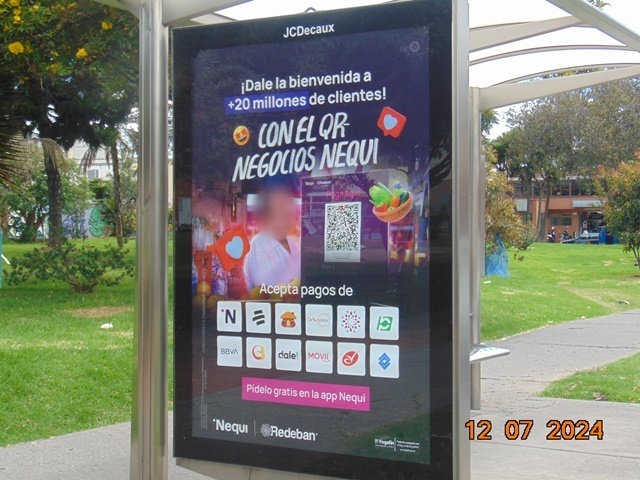 JCDecaux
¡Dale la bienvenida a
+20 millones de clientes!
CON EL QR
NEGOCIOS NEQUI
Acepta pagos de
N
BBVA
dale!
MOVII
Pídelo gratis en la app Nequi
Nequi
Redeban
12 07 2024